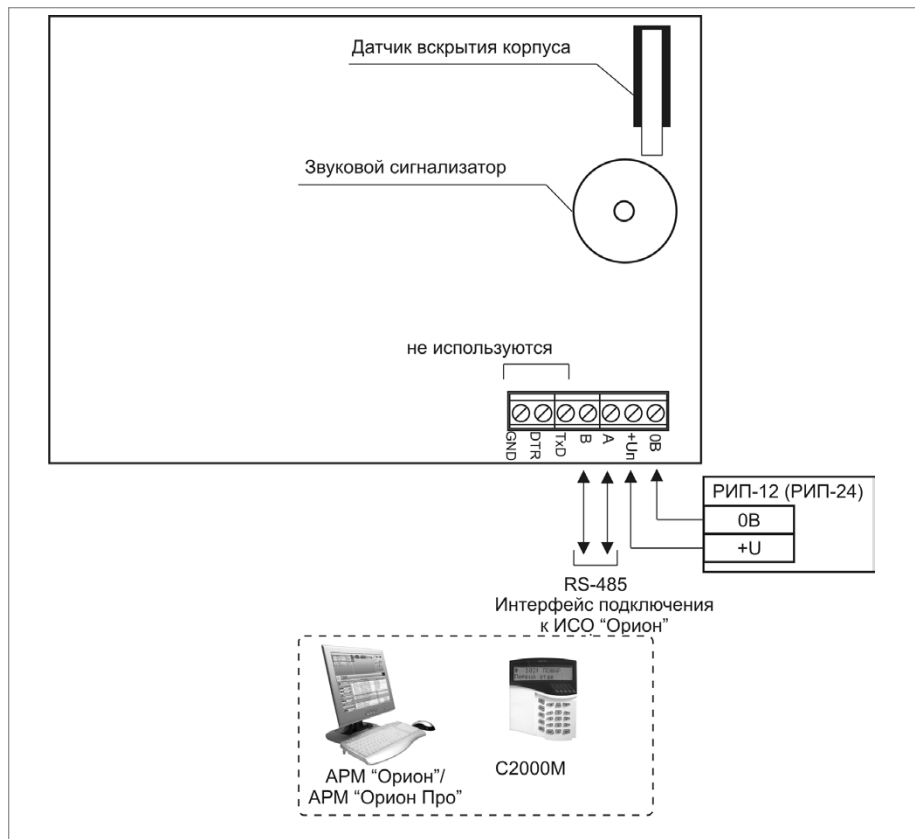 Датчик вскрытия корпуса
Звуковой сигнализатор
не используются
GND
DTR
TxD
B
A
+Uп
0В
РИП-12 (РИП-24)
0В
+U
RS-485
Интерфейс подключения
к ИСО “Орион”
АРМ “Орион”/
АРМ “Орион Про”
С2000М